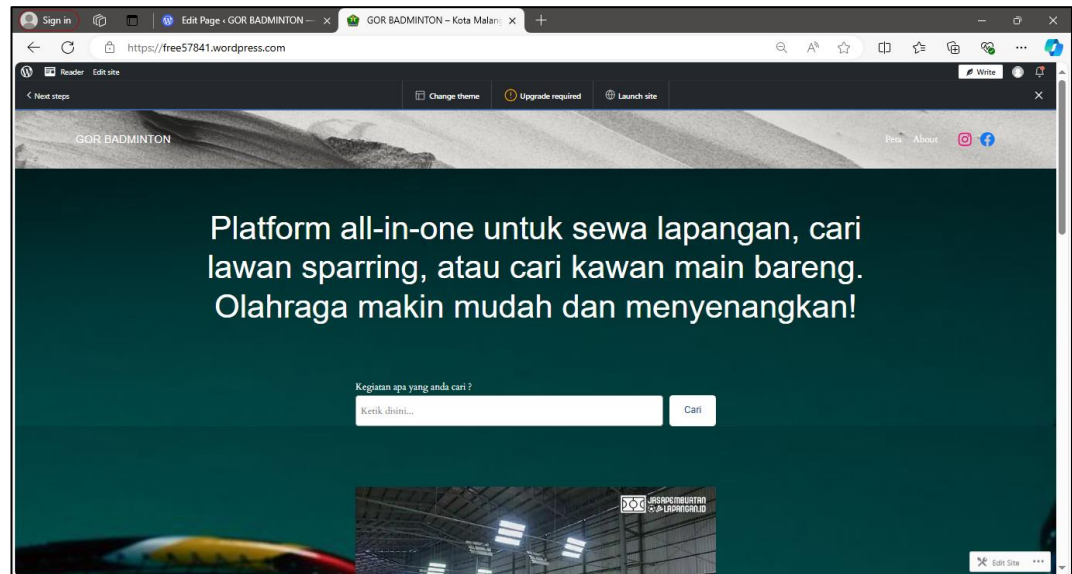 Sign in
Edit Page ‹ GOR BADMINTON —
GOR BADMINTON – Kota Malang
https://free57841.wordpress.com
Reader Edit site
Write
Next steps
Change theme
Upgrade required
Launch site
GOR BADMINTON
Peta About
Platform all-in-one untuk sewa lapangan, cari
lawan sparring, atau cari kawan main bareng.
Olahraga makin mudah dan menyenangkan!
Kegiatan apa yang anda cari ?
Ketik disini...
Cari
JASAPEMBUATAN
LAPANGAN.ID
Edit Site